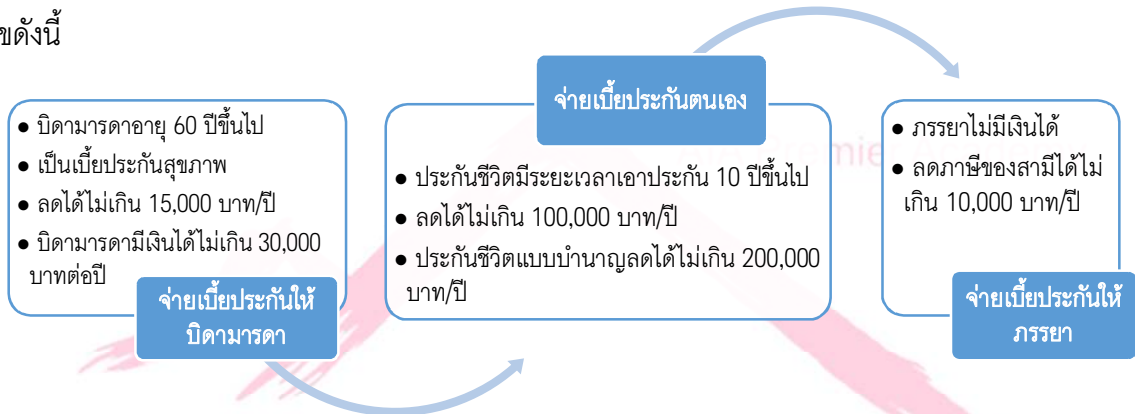 ขดังนี้
● บิดามารดาอายุ 60 ปีขึ้นไป
● เป็นเบี้ยประกันสุขภาพ
● ลดได้ไม่เกิน 15,000 บาท/ปี
● บิดามารดามีเงินได้ไม่เกิน 30,000
บาทต่อปี
จ่ายเบี้ยประกันให้
บิดามารดา
จ่ายเบี้ยประกันตนเอง
● ประกันชีวิตมีระยะเวลาเอาประกัน 10 ปีขึ้นไป
● ลดได้ไม่เกิน 100,000 บาท/ปี
● ประกันชีวิตแบบบำนาญลดได้ไม่เกิน 200,000
บาท/ปี
● ภรรยาไม่มีเงินได้
● ลดภาษีของสามีได้ไม่
เกิน 10,000 บาท/ปี
จ่ายเบี้ยประกันให้
ภรรยา